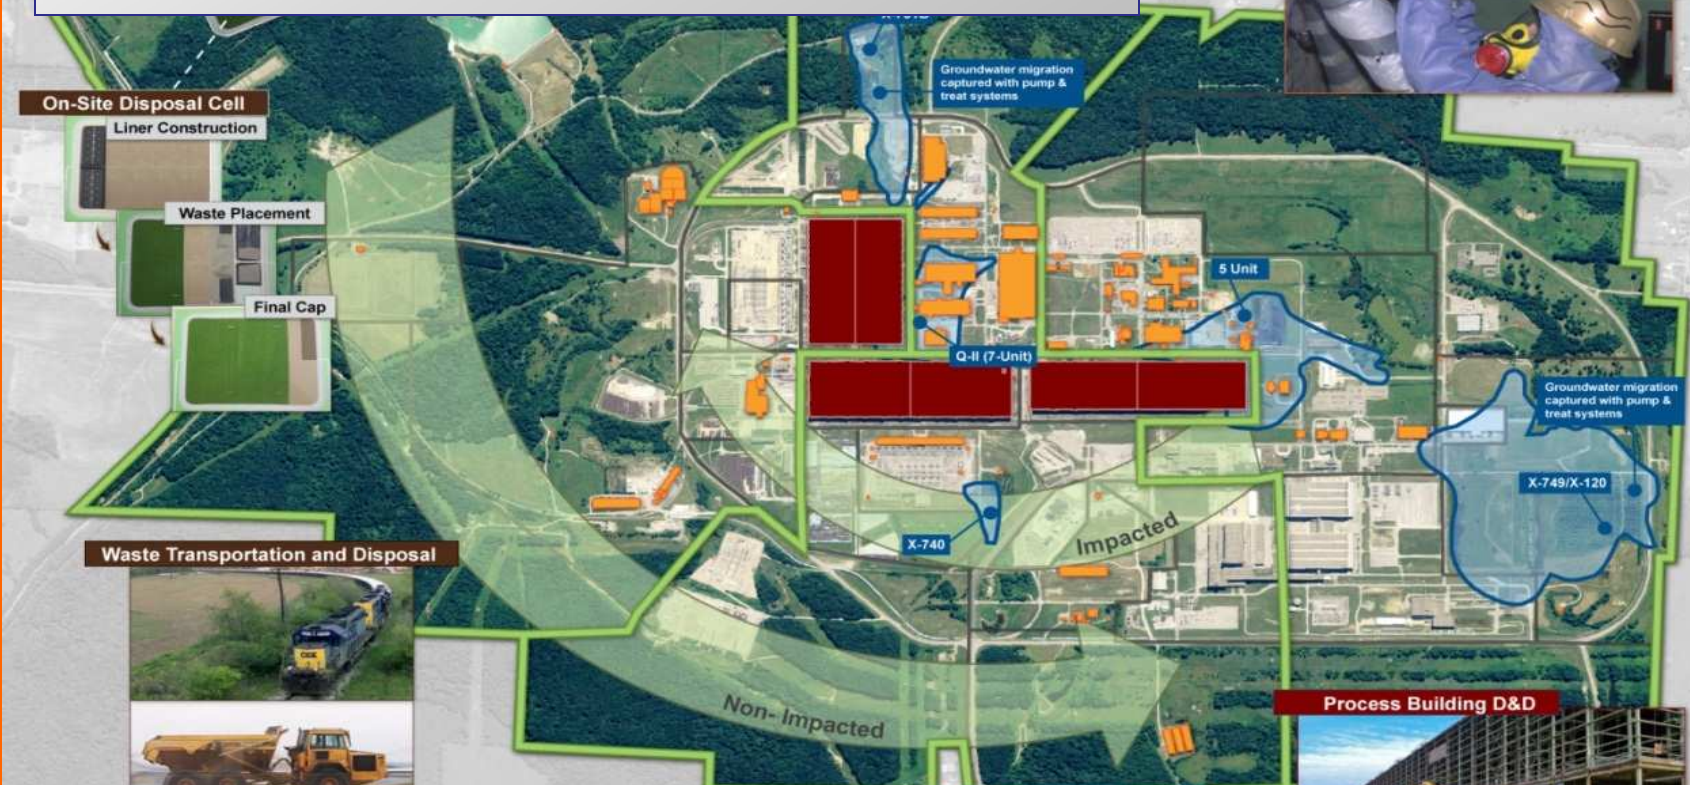 Groundwater migration
captured with pump &
treat systems
On-Site Disposal Cell
Liner Construction
Waste Placement
Final Cap
5 Unit
Q-II (7-Unit)
Groundwater migration
captured with pump &
treat systems
X-749/X-120
X-740
Impacted
Waste Transportation and Disposal
CSX
Non- Impacted
Process Building D&D